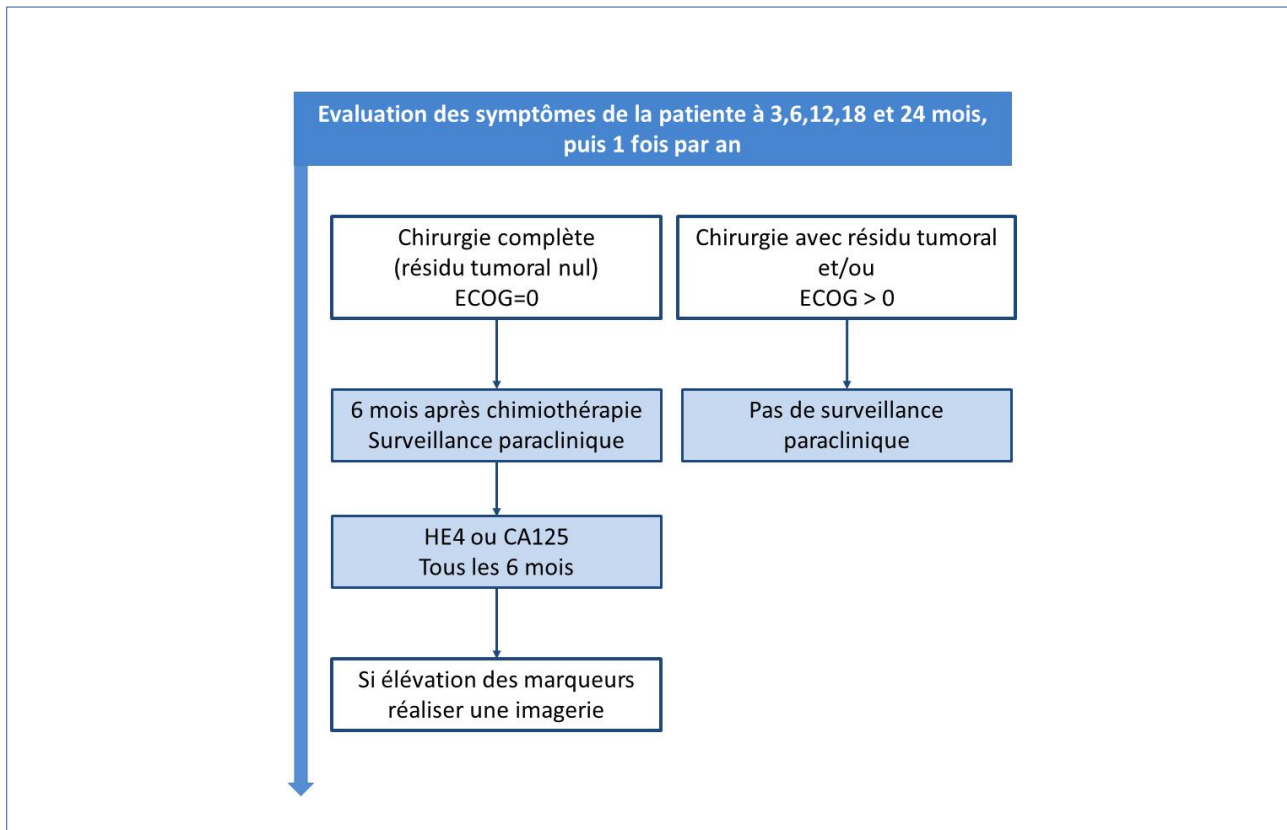 Evaluation des symptômes de la patiente à 3,6,12,18 et 24 mois,
puis 1 fois par an
Chirurgie complète
(résidu tumoral nul)
ECOG=0
Chirurgie avec résidu tumoral
et/ou
ECOG > 0
6 mois après chimiothérapie
Surveillance paraclinique
Pas de surveillance
paraclinique
HE4 ou CA125
Tous les 6 mois
Si élévation des marqueurs
réaliser une imagerie